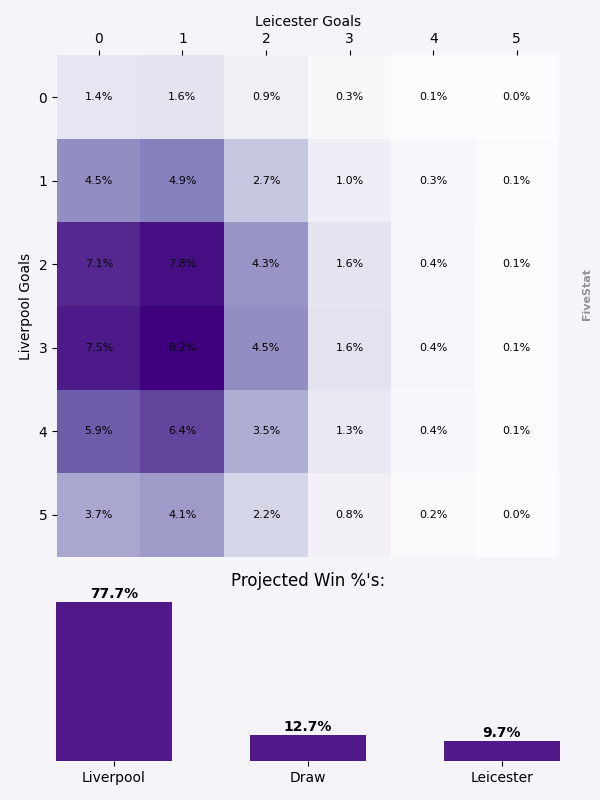 Leicester Goals
0 1 2 3 4 5
0 1.4% 1.6% 0.9% 0.3% 0.1% 0.0%
1 4.5% 4.9% 2.7% 1.0% 0.3% 0.1%
2 7.1% 7.8% 4.3% 1.6% 0.4% 0.1%
3 7.5% 8.2% 4.5% 1.6% 0.4% 0.1%
4 5.9% 6.4% 3.5% 1.3% 0.4% 0.1%
5 3.7% 4.1% 2.2% 0.8% 0.2% 0.0%
Liverpool Goals
FiveStat
Projected Win %'s:
77.7% 12.7% 9.7%
Liverpool Draw Leicester